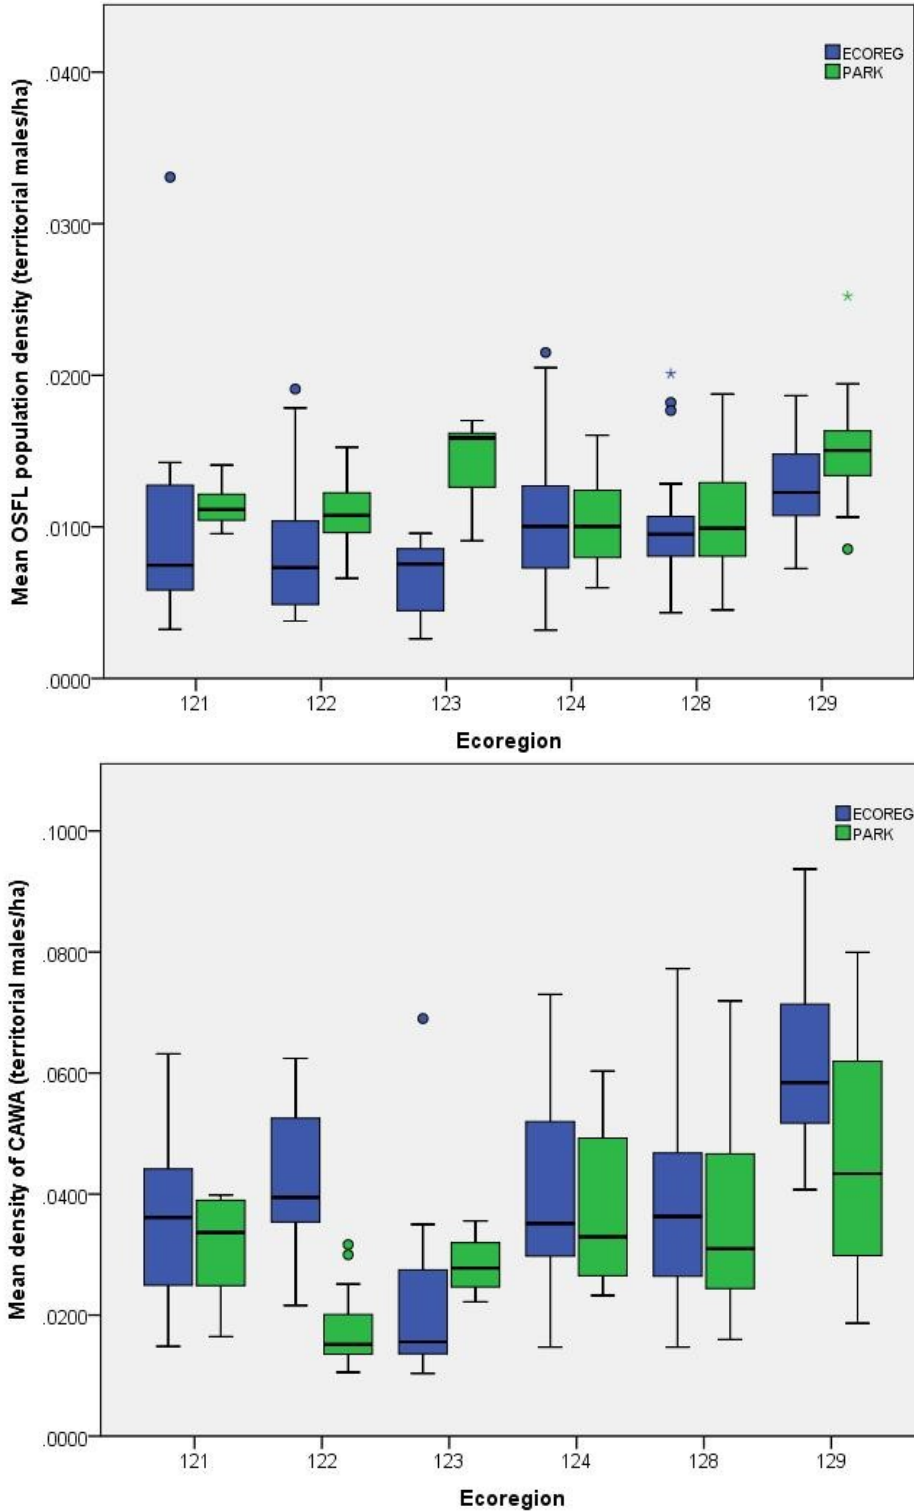 ECOREG
PARK
Mean OSFL population density (territorial males/ha)
.0400
.0300
.0200
.0100
.0000
121 122 123 124 128 129
Ecoregion
ECOREG
PARK
Mean density of CAWA (territorial males/ha)
.1000
.0800
.0600
.0400
.0200
.0000
121 122 123 124 128 129
Ecoregion